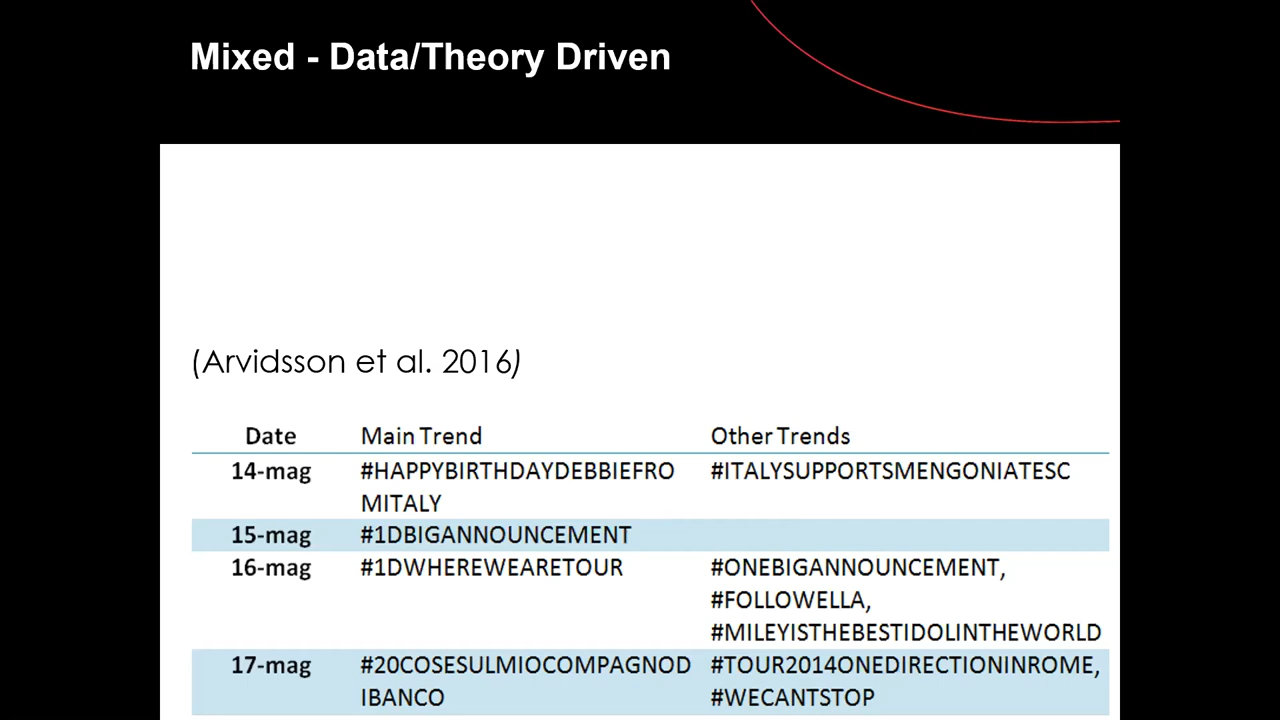 Mixed - Data/Theory Driven
(Arvidsson et al. 2016)
Date Main Trend Other Trends
14-mag #HAPPYBIRTHDAYDEBBIEFRO #ITALYSUPPORTSMENGONIATESC
MITALY
15-mag #1DBIGANNOUNCEMENT
16-mag #1DWHEREWEARETOUR #ONEBIGANNOUNCEMENT,
#FOLLOWELLA,
#MILEYISTHEBESTIDOLINTHEWORLD
17-mag #20COSESULMIOCOMPAGNOD #TOUR2014ONEDIRECTIONINROME,
IBANCO #WECANTSTOP